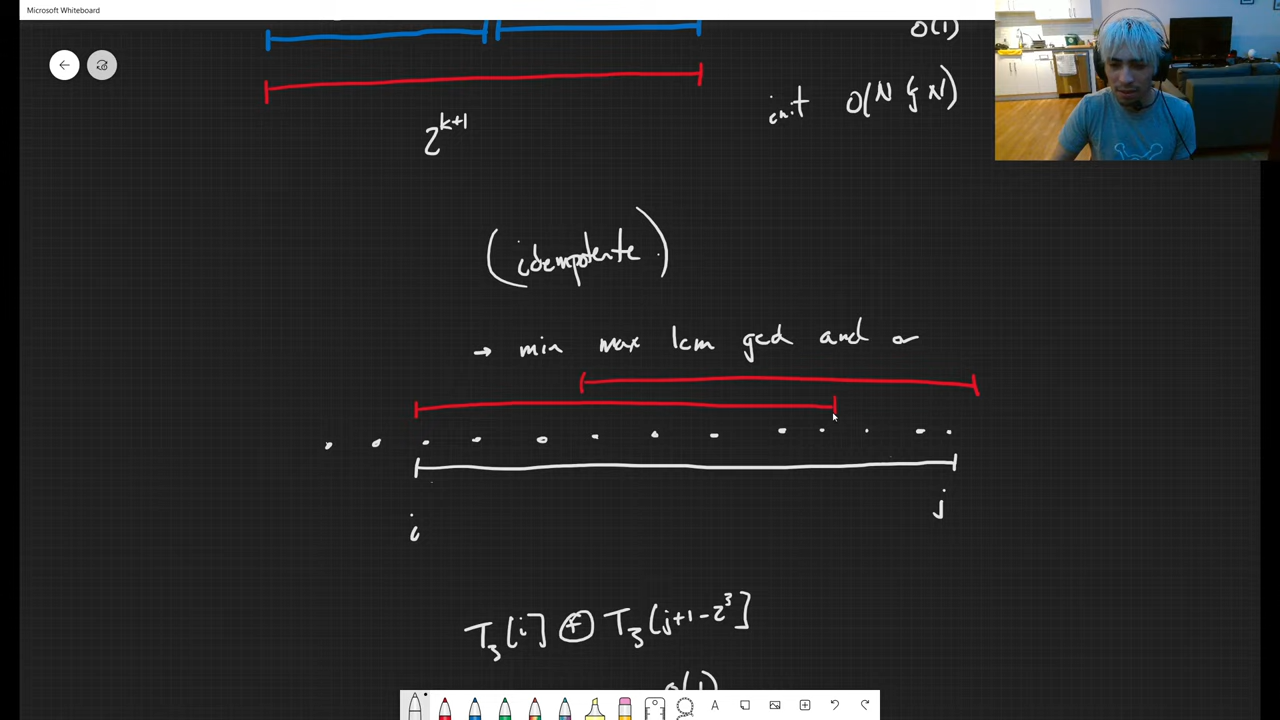 Microsoft Whiteboard
O(1)
init O(N lg N)
2^{k+1}
(idempotente)
→ min max lcm gcd and or
i j
T_3[i] ⊕ T_3[j+1-2^3]
O(1)
A